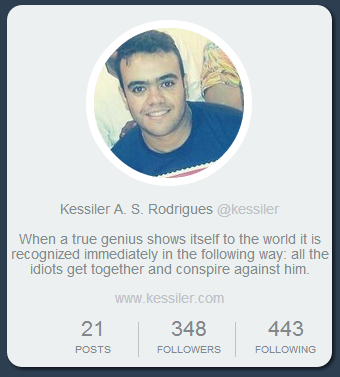 Kessiler A. S. Rodrigues @kessiler
When a true genius shows itself to the world it is
recognized immediately in the following way: all the
idiots get together and conspire against him.
www.kessiler.com
21 348 443
POSTS FOLLOWERS FOLLOWING